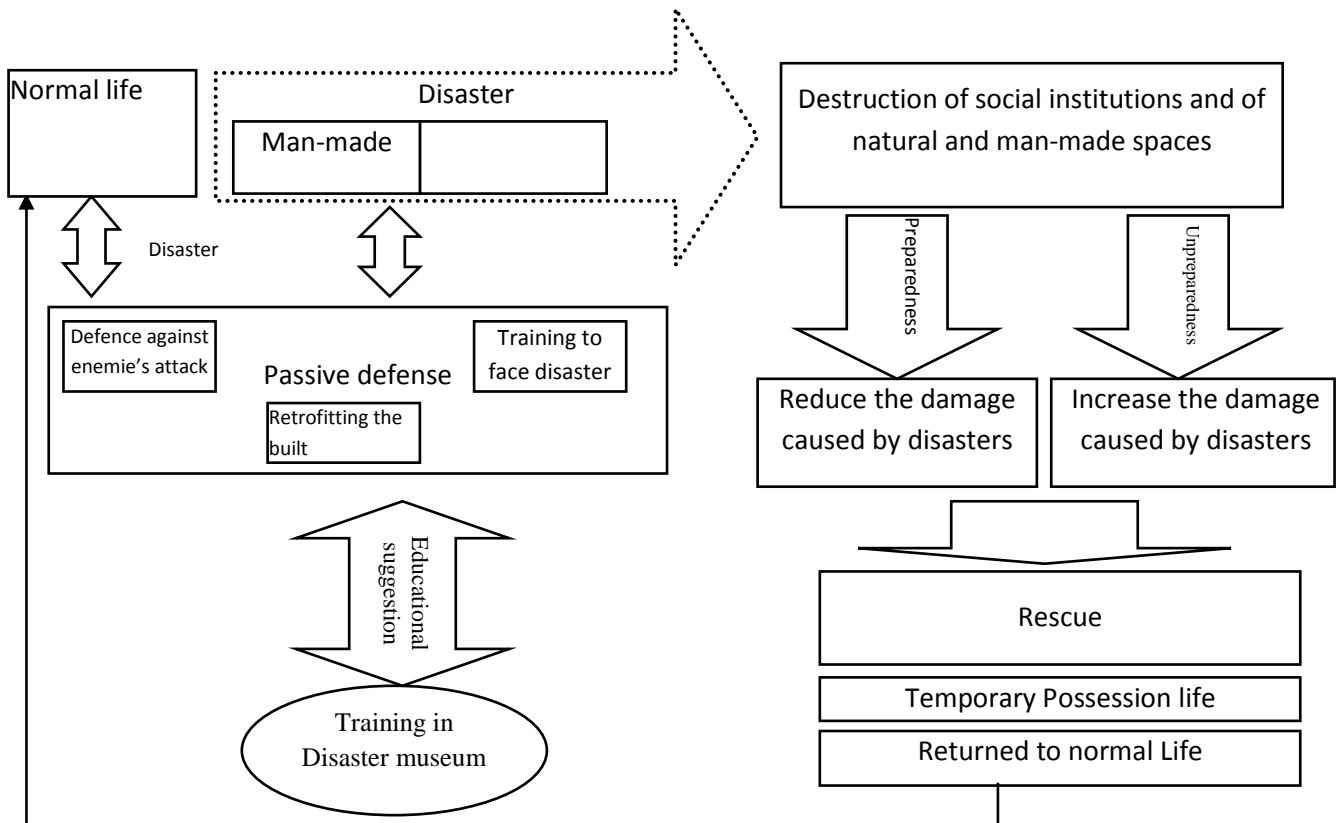 Normal life
Disaster
Man-made
Destruction of social institutions and of
natural and man-made spaces
Disaster
Preparedness
Unpreparedness
Defence against
enemie's attack
Training to
face disaster
Passive defense
Retrofitting the
built
Reduce the damage
caused by disasters
Increase the damage
caused by disasters
Educational
suggestion
Rescue
Training in
Disaster museum
Temporary Possession life
Returned to normal Life